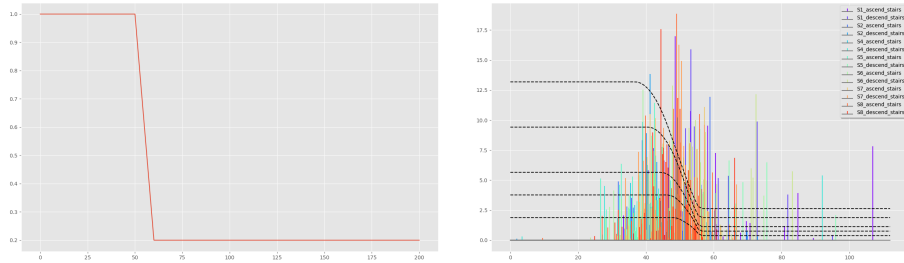 1.0
0.9
0.8
0.7
0.6
0.5
0.4
0.3
0.2
0 25 50 75 100 125 150 175 200
17.5
15.0
12.5
10.0
7.5
5.0
2.5
0.0
0 20 40 60 80 100
S1_ascend_stairs
S1_descend_stairs
S2_ascend_stairs
S2_descend_stairs
S4_ascend_stairs
S4_descend_stairs
S5_ascend_stairs
S5_descend_stairs
S6_ascend_stairs
S6_descend_stairs
S7_ascend_stairs
S7_descend_stairs
S8_ascend_stairs
S8_descend_stairs